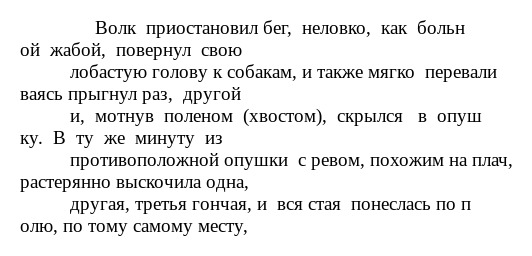 Волк приостановил бег, неловко, как больн
ой жабой, повернул свою
лобастую голову к собакам, и также мягко перевали
ваясь прыгнул раз, другой
и, мотнув поленом (хвостом), скрылся в опуш
ку. В ту же минуту из
противоположной опушки с ревом, похожим на плач,
растерянно выскочила одна,
другая, третья гончая, и вся стая понеслась по п
олю, по тому самому месту,